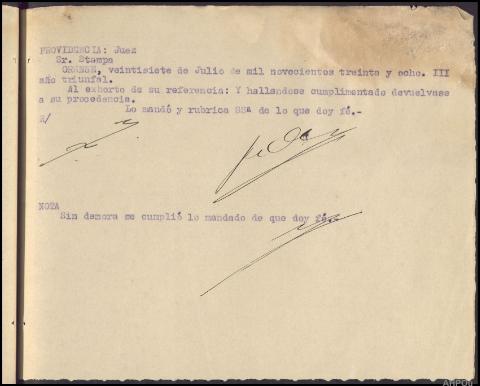 PROVIDENCIA: Juez
Sr. Stampa
ORENSE, veintisiete de Julio de mil novecientos treinta y ocho. III
año triunfal.
Al exhorto de su referencia: Y hallandose cumplimentado devuelvase
a su procedencia.
Lo mandó y rubrica SSª de lo que doy fé.-
NOTA
Sin demora se cumplió lo mandado de que doy fé.
AHPOu